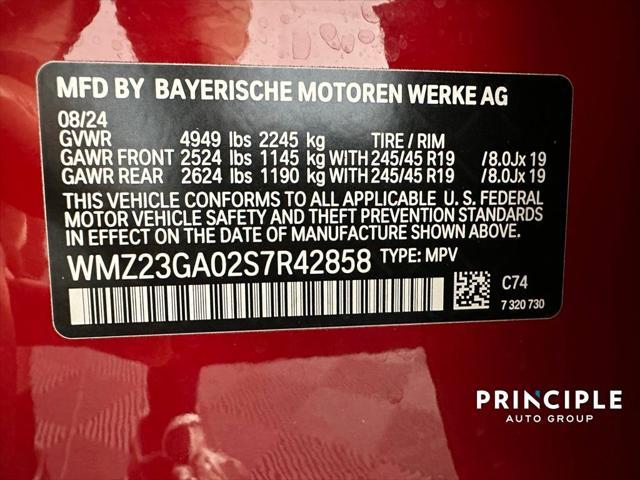 MFD BY BAYERISCHE MOTOREN WERKE AG
08/24
GVWR 4949 lbs 2245 kg TIRE / RIM
GAWR FRONT 2524 lbs 1145 kg WITH 245/45 R19 /8.0Jx 19
GAWR REAR 2624 lbs 1190 kg WITH 245/45 R19 /8.0Jx 19
THIS VEHICLE CONFORMS TO ALL APPLICABLE U. S. FEDERAL
MOTOR VEHICLE SAFETY AND THEFT PREVENTION STANDARDS
IN EFFECT ON THE DATE OF MANUFACTURE SHOWN ABOVE.
WMZ23GA02S7R42858 TYPE: MPV
C74
7 320 730
PRINCIPLE
AUTO GROUP